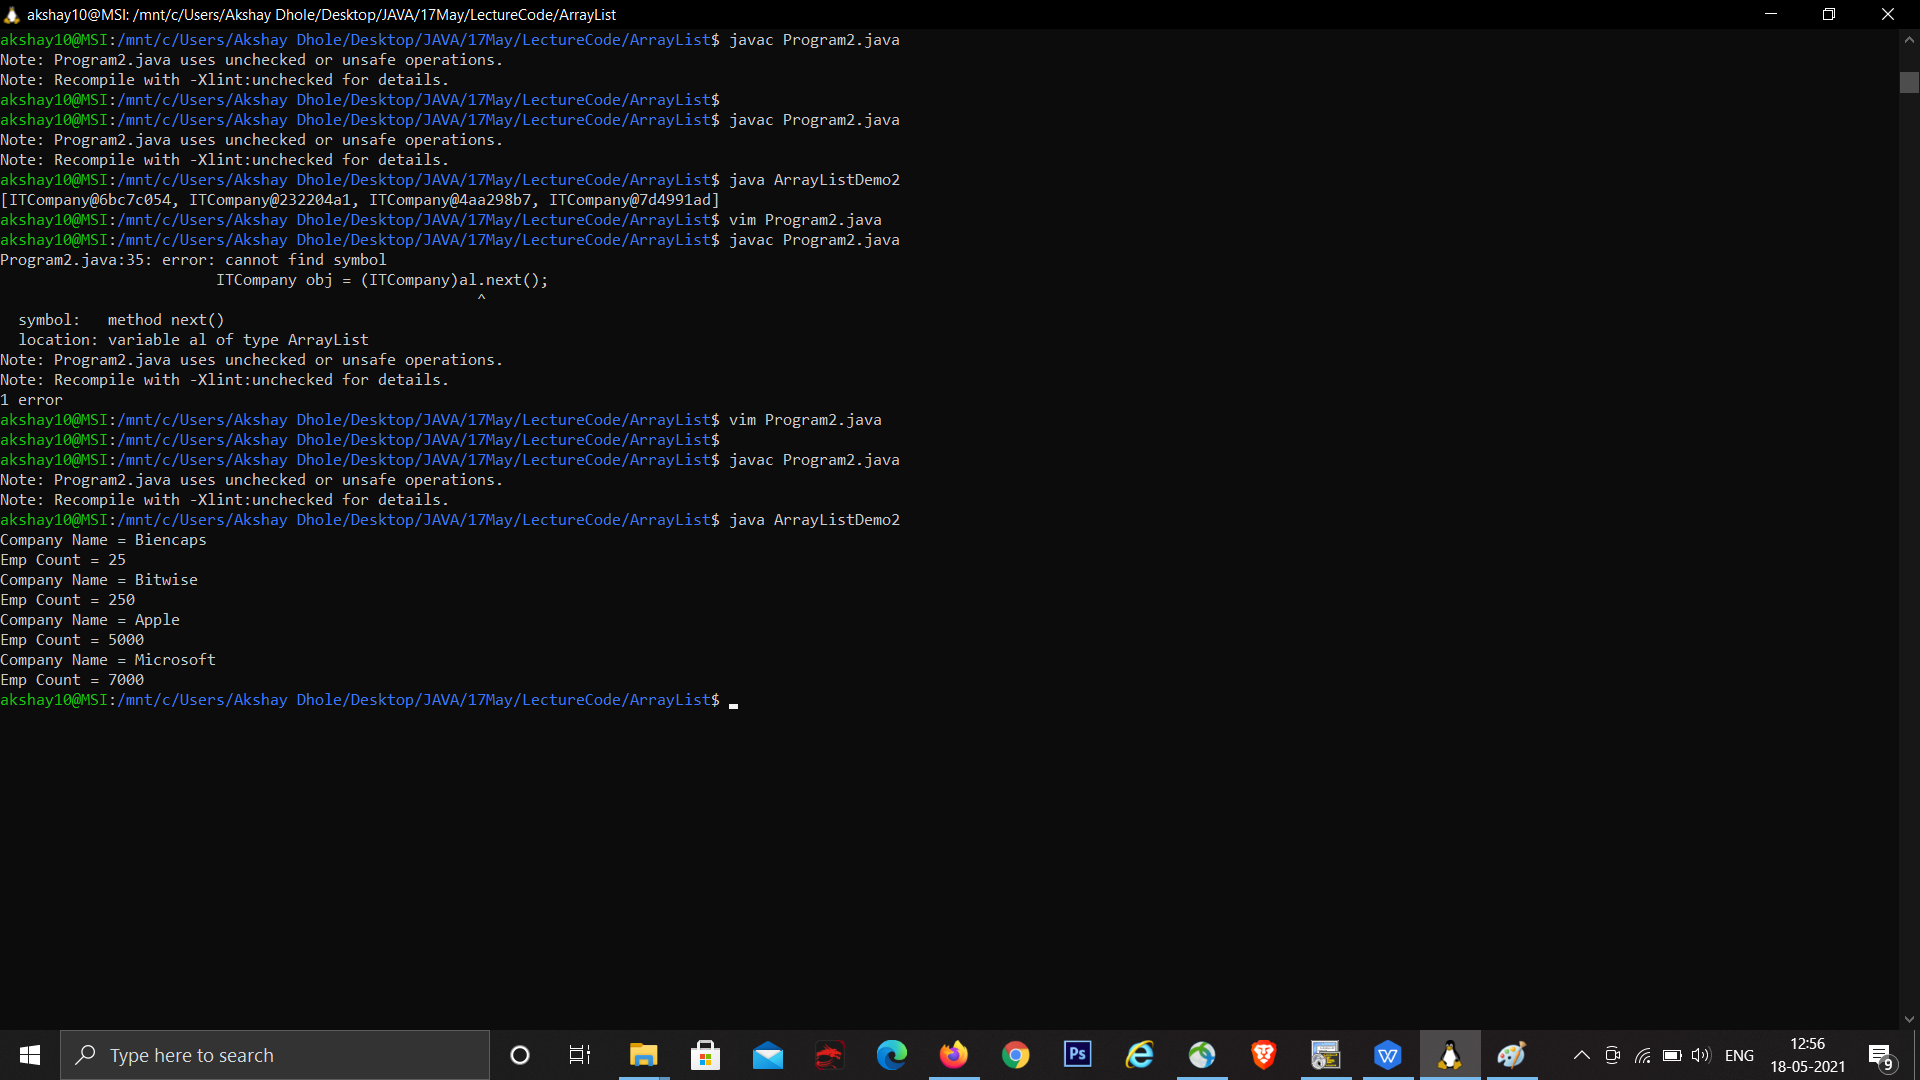 akshay10@MSI: /mnt/c/Users/Akshay Dhole/Desktop/JAVA/17May/LectureCode/ArrayList
akshay10@MSI:/mnt/c/Users/Akshay Dhole/Desktop/JAVA/17May/LectureCode/ArrayList$ javac Program2.java
Note: Program2.java uses unchecked or unsafe operations.
Note: Recompile with -Xlint:unchecked for details.
akshay10@MSI:/mnt/c/Users/Akshay Dhole/Desktop/JAVA/17May/LectureCode/ArrayList$
akshay10@MSI:/mnt/c/Users/Akshay Dhole/Desktop/JAVA/17May/LectureCode/ArrayList$ javac Program2.java
Note: Program2.java uses unchecked or unsafe operations.
Note: Recompile with -Xlint:unchecked for details.
akshay10@MSI:/mnt/c/Users/Akshay Dhole/Desktop/JAVA/17May/LectureCode/ArrayList$ java ArrayListDemo2
[ITCompany@6bc7c054, ITCompany@232204a1, ITCompany@4aa298b7, ITCompany@7d4991ad]
akshay10@MSI:/mnt/c/Users/Akshay Dhole/Desktop/JAVA/17May/LectureCode/ArrayList$ vim Program2.java
akshay10@MSI:/mnt/c/Users/Akshay Dhole/Desktop/JAVA/17May/LectureCode/ArrayList$ javac Program2.java
Program2.java:35: error: cannot find symbol
ITCompany obj = (ITCompany)al.next();
^
symbol:   method next()
location: variable al of type ArrayList
Note: Program2.java uses unchecked or unsafe operations.
Note: Recompile with -Xlint:unchecked for details.
1 error
akshay10@MSI:/mnt/c/Users/Akshay Dhole/Desktop/JAVA/17May/LectureCode/ArrayList$ vim Program2.java
akshay10@MSI:/mnt/c/Users/Akshay Dhole/Desktop/JAVA/17May/LectureCode/ArrayList$
akshay10@MSI:/mnt/c/Users/Akshay Dhole/Desktop/JAVA/17May/LectureCode/ArrayList$ javac Program2.java
Note: Program2.java uses unchecked or unsafe operations.
Note: Recompile with -Xlint:unchecked for details.
akshay10@MSI:/mnt/c/Users/Akshay Dhole/Desktop/JAVA/17May/LectureCode/ArrayList$ java ArrayListDemo2
Company Name = Biencaps
Emp Count = 25
Company Name = Bitwise
Emp Count = 250
Company Name = Apple
Emp Count = 5000
Company Name = Microsoft
Emp Count = 7000
akshay10@MSI:/mnt/c/Users/Akshay Dhole/Desktop/JAVA/17May/LectureCode/ArrayList$
Type here to search
Ps
W
ENG
12:56
18-05-2021
9